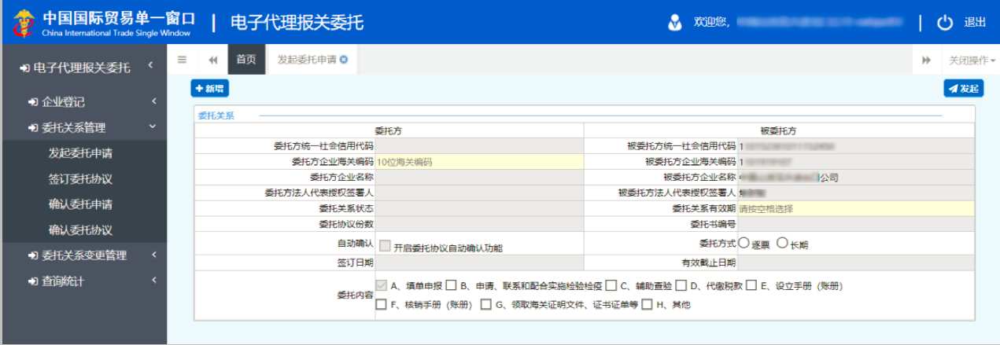 中国国际贸易单一窗口 | 电子代理报关委托 欢迎您, 退出
China International Trade Single Window
电子代理报关委托
首页 发起委托申请 关闭操作
企业登记
委托关系管理
发起委托申请
签订委托协议
确认委托申请
确认委托协议
委托关系变更管理
查询统计
新增 发起
委托关系
委托方 被委托方
委托方统一社会信用代码 被委托方统一社会信用代码 1
委托方企业海关编码 10位海关编码 被委托方企业海关编码 1
委托方企业名称 被委托方企业名称 公司
委托方法人代表授权签署人 被委托方法人代表授权签署人
委托关系状态 委托关系有效期 请按空格选择
委托协议份数 委托书编号
自动确认 开启委托协议自动确认功能 委托方式 逐票 长期
签订日期 有效截止日期
委托内容 A、填单申报 B、申请、联系和配合实施检验检疫 C、辅助查验 D、代缴税款 E、设立手册（账册）
F、核销手册（账册） G、领取海关证明文件、证书证单等 H、其他